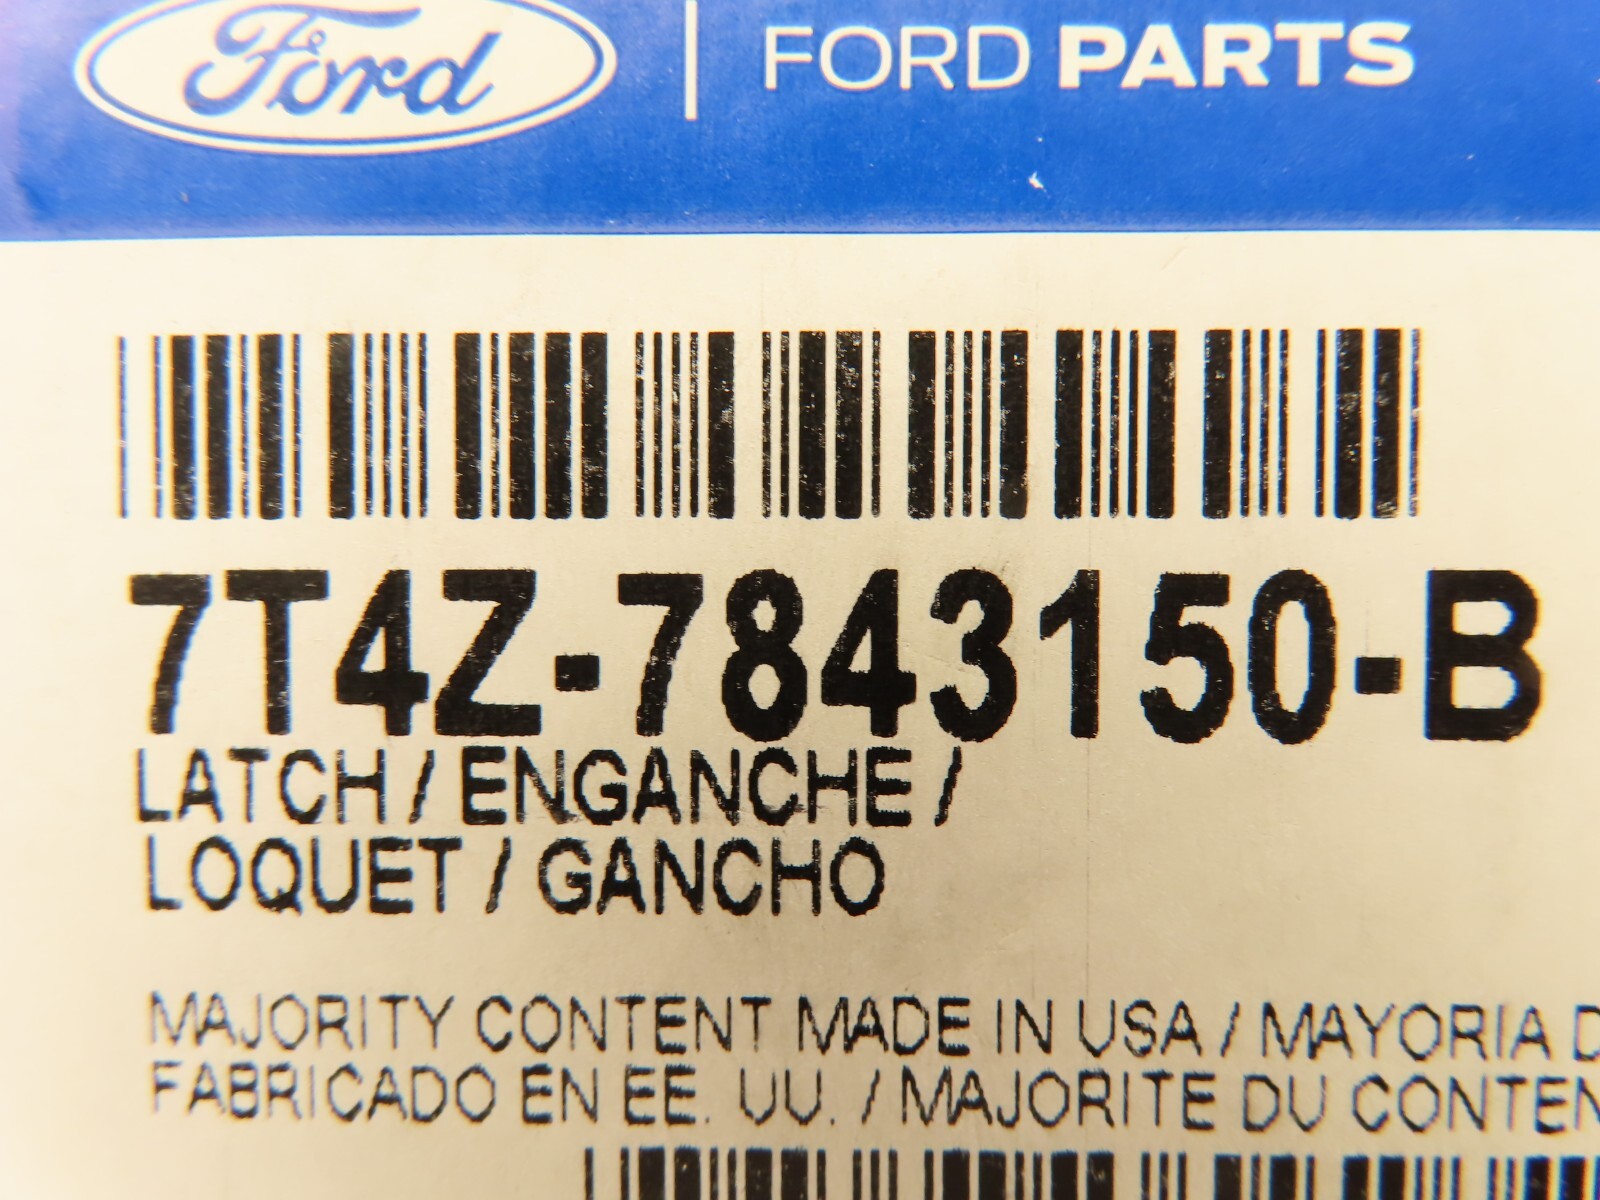 Ford | FORD PARTS
7T4Z-7843150-B
LATCH / ENGANCHE /
LOQUET / GANCHO
MAJORITY CONTENT MADE IN USA / MAYORIA D
FABRICADO EN EE. UU. / MAJORITE DU CONTEN